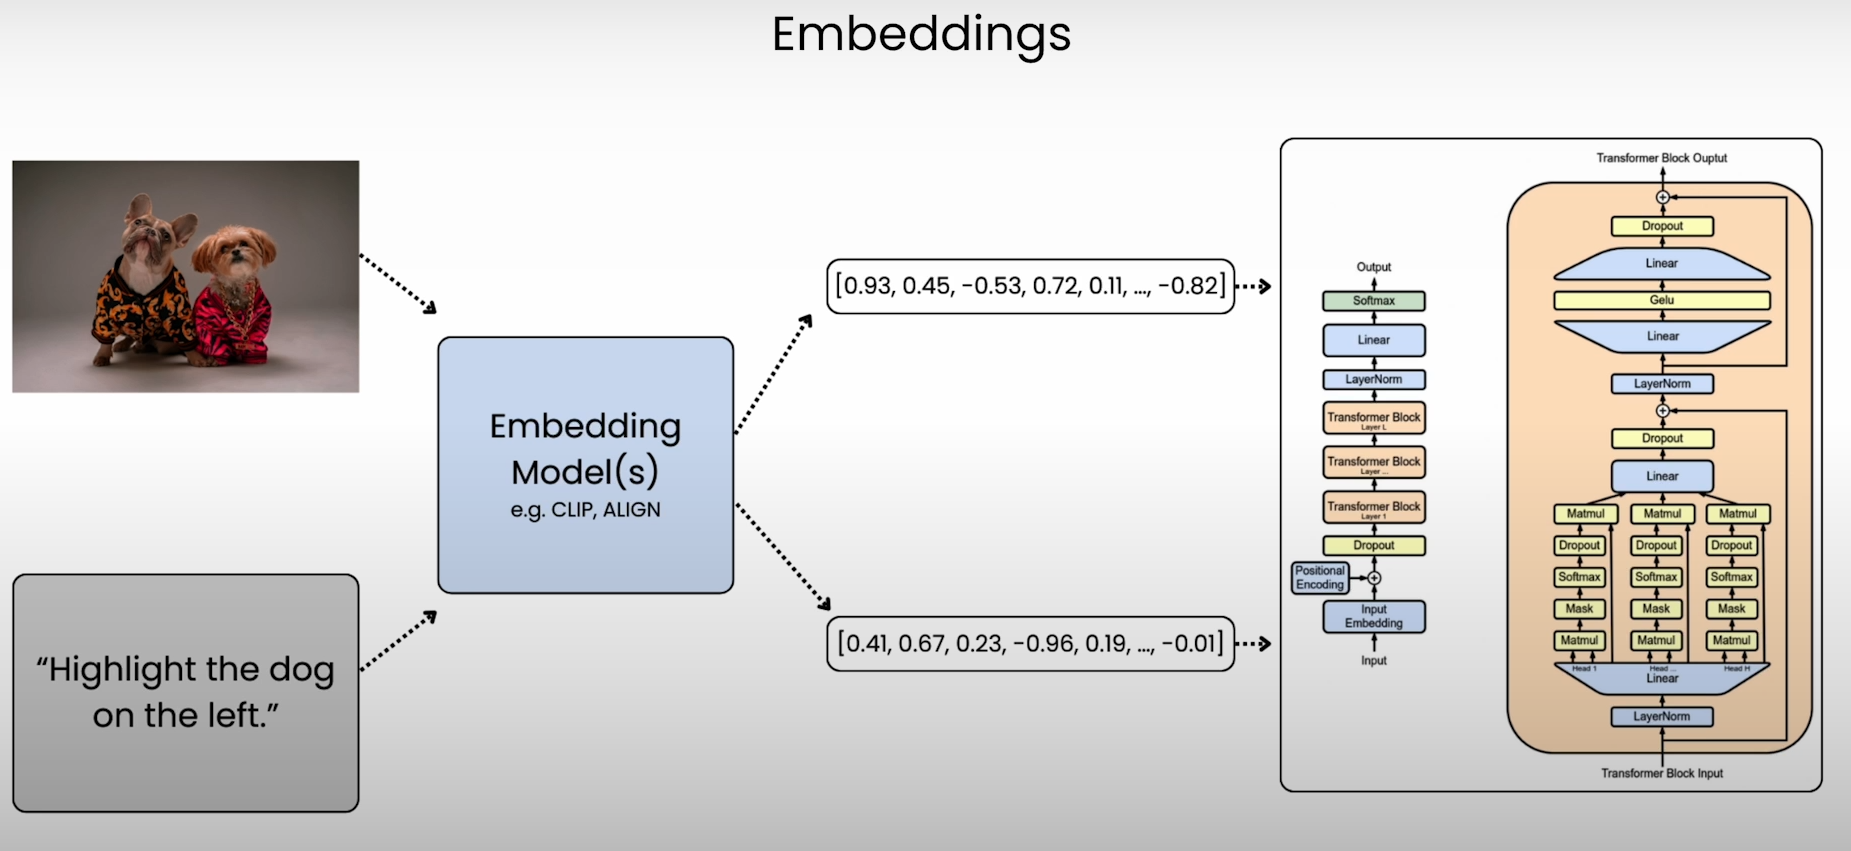 Embeddings
"Highlight the dog
on the left."
Embedding
Model(s)
e.g. CLIP, ALIGN
[0.93, 0.45, −0.53, 0.72, 0.11, ..., −0.82]
[0.41, 0.67, 0.23, −0.96, 0.19, ..., −0.01]
Output
Softmax
Linear
LayerNorm
Transformer Block
Layer L
Transformer Block
Layer ...
Transformer Block
Layer 1
Dropout
Positional
Encoding
+
Input
Embedding
Input
Transformer Block Ouptut
+
Dropout
Linear
Gelu
Linear
LayerNorm
+
Dropout
Linear
Matmul Matmul Matmul
Dropout Dropout Dropout
Softmax Softmax Softmax
Mask Mask Mask
Matmul Matmul Matmul
Head 1 Head ... Head H
Linear
LayerNorm
Transformer Block Input